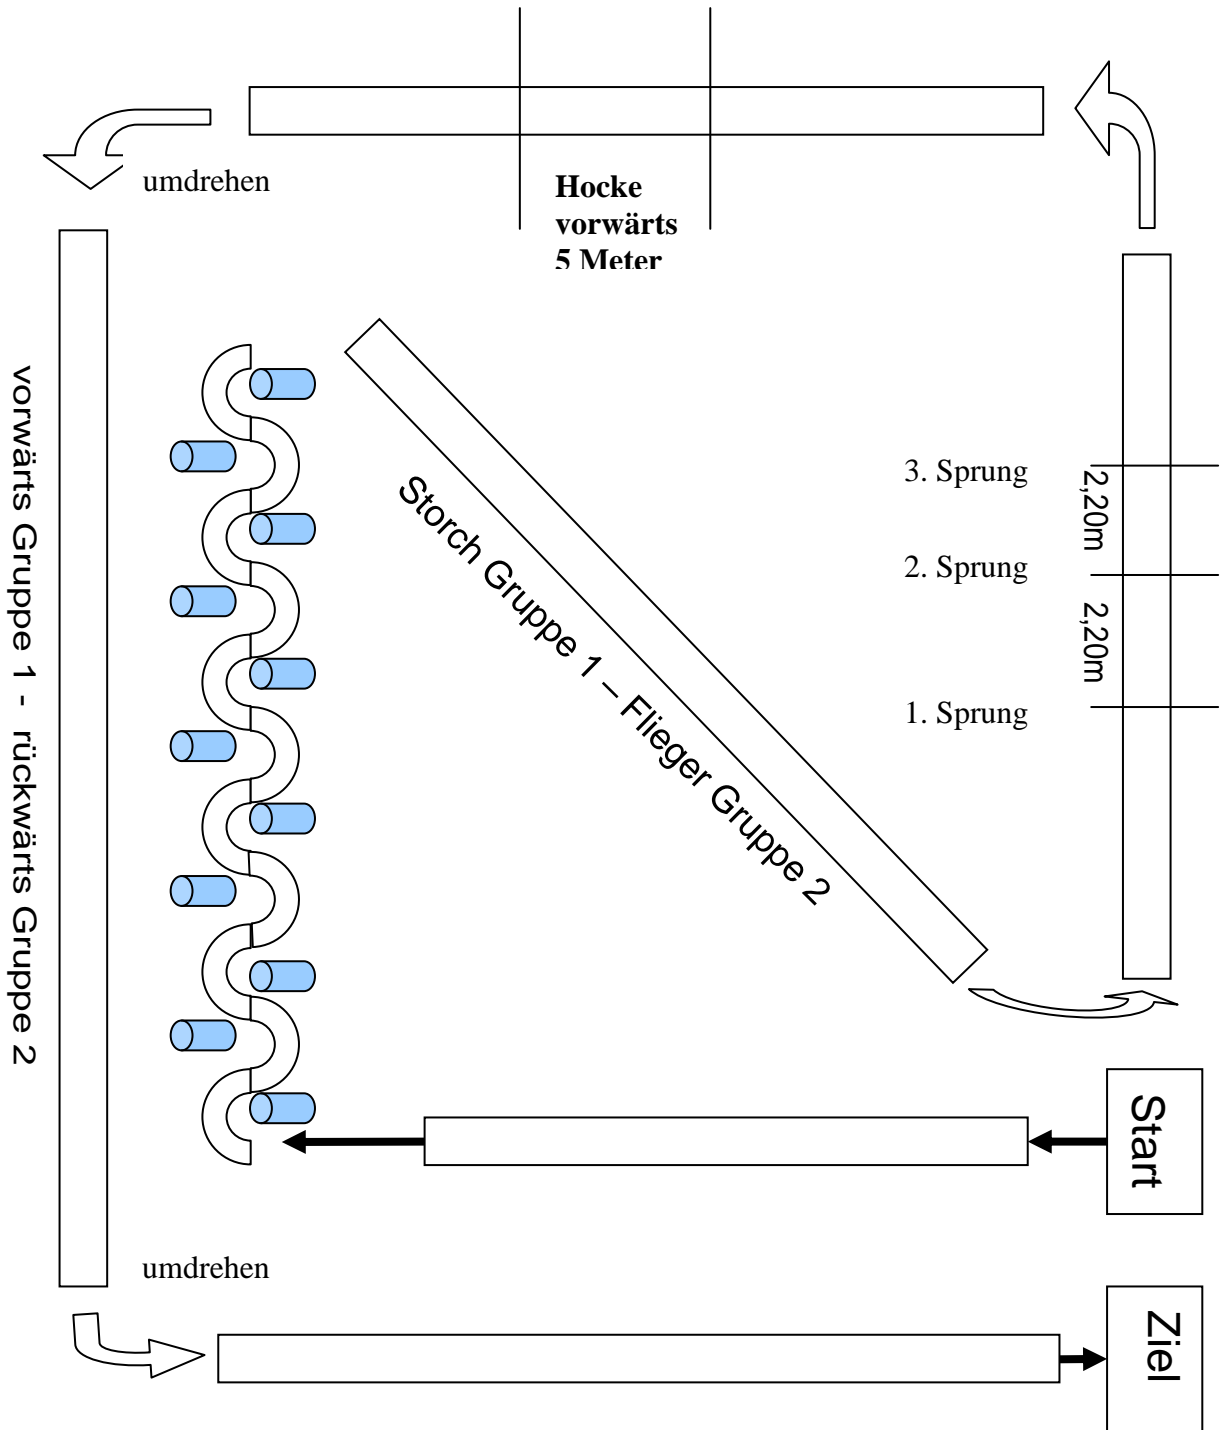 umdrehen
Hocke
vorwärts
5 Meter
vorwärts Gruppe 1 - rückwärts Gruppe 2
Storch Gruppe 1 – Flieger Gruppe 2
3. Sprung
2,20m
2. Sprung
2,20m
1. Sprung
Start
umdrehen
Ziel